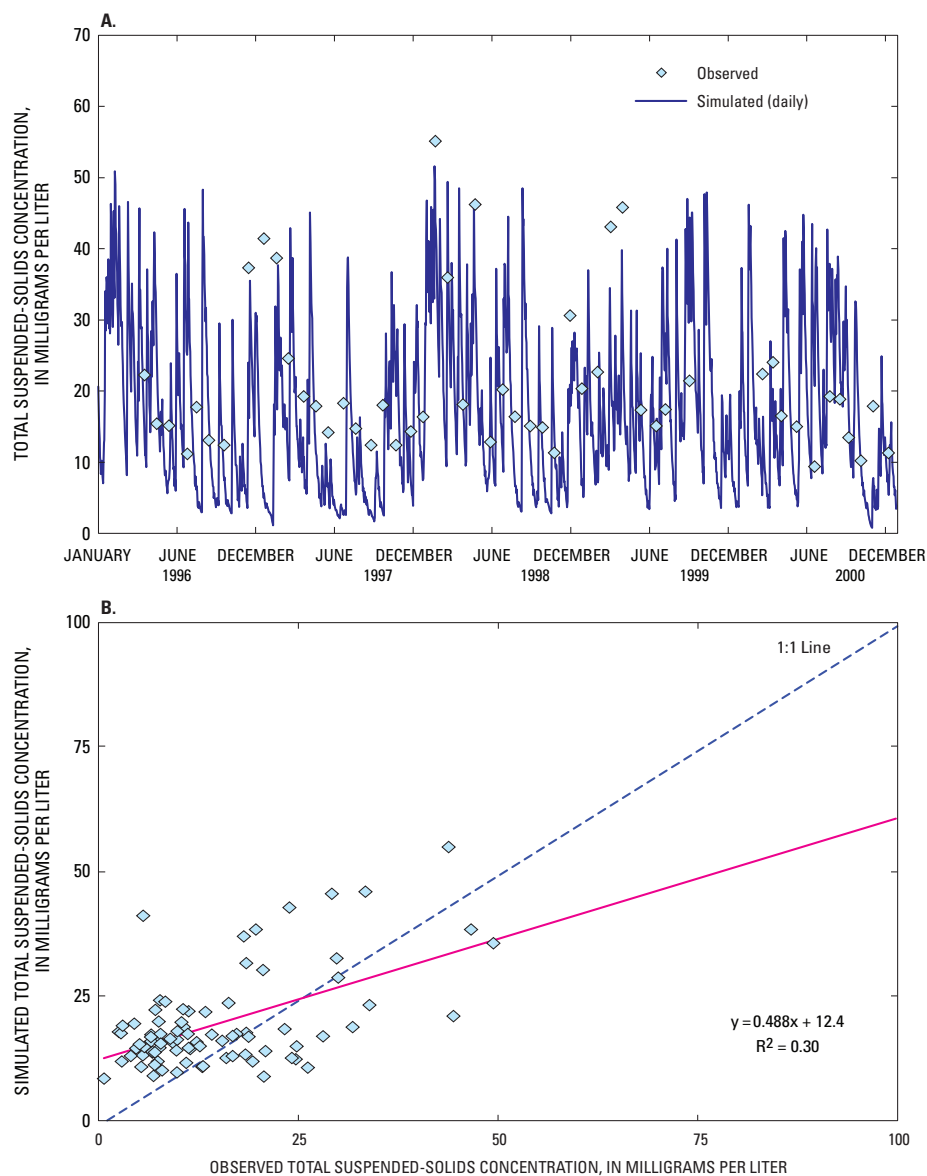 A.
TOTAL SUSPENDED-SOLIDS CONCENTRATION,
IN MILLIGRAMS PER LITER
70
60
50
40
30
20
10
0
Observed
Simulated (daily)
JANUARY JUNE DECEMBER JUNE DECEMBER JUNE DECEMBER JUNE DECEMBER JUNE DECEMBER
1996 1997 1998 1999 2000
B.
SIMULATED TOTAL SUSPENDED-SOLIDS CONCENTRATION,
IN MILLIGRAMS PER LITER
100
75
50
25
0
1:1 Line
y = 0.488x + 12.4
R² = 0.30
0 25 50 75 100
OBSERVED TOTAL SUSPENDED-SOLIDS CONCENTRATION, IN MILLIGRAMS PER LITER